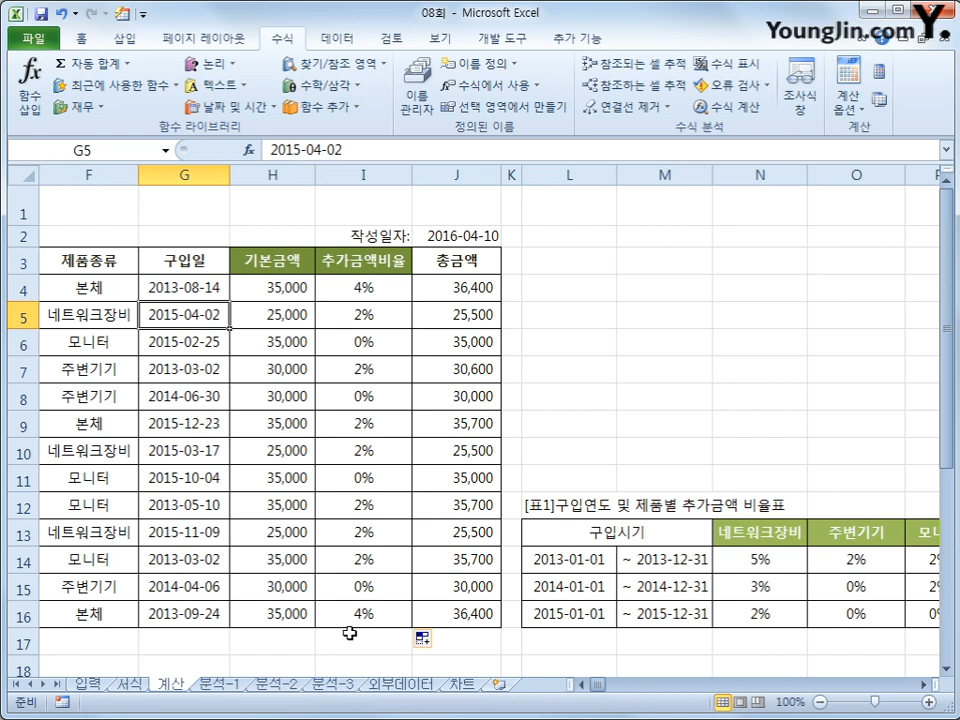 08회 - Microsoft Excel
Younglin.com
Y.
파일 홈 삽입 페이지 레이아웃 수식 데이터 검토 보기 개발 도구 추가 기능
fx 함수 삽입
Σ 자동 합계 논리 찾기/참조 영역
최근에 사용한 함수 텍스트 수학/삼각
재무 날짜 및 시간 함수 추가
함수 라이브러리
이름 관리자
이름 정의
수식에서 사용
선택 영역에서 만들기
정의된 이름
참조되는 셀 추적 수식 표시
참조하는 셀 추적 오류 검사
연결선 제거 수식 계산
수식 분석
조사식 창
계산 옵션
계산
G5 fx 2015-04-02
F G H I J K L M N O P
1
2 작성일자: 2016-04-10
3 제품종류 구입일 기본금액 추가금액비율 총금액
4 본체 2013-08-14 35,000 4% 36,400
5 네트워크장비 2015-04-02 25,000 2% 25,500
6 모니터 2015-02-25 35,000 0% 35,000
7 주변기기 2013-03-02 30,000 2% 30,600
8 주변기기 2014-06-30 30,000 0% 30,000
9 본체 2015-12-23 35,000 2% 35,700
10 네트워크장비 2015-03-17 25,000 2% 25,500
11 모니터 2015-10-04 35,000 0% 35,000
12 모니터 2013-05-10 35,000 2% 35,700 [표1]구입연도 및 제품별 추가금액 비율표
13 네트워크장비 2015-11-09 25,000 2% 25,500 구입시기 네트워크장비 주변기기
14 모니터 2013-03-02 35,000 2% 35,700 2013-01-01 ~ 2013-12-31 5% 2%
15 주변기기 2014-04-06 30,000 0% 30,000 2014-01-01 ~ 2014-12-31 3% 0%
16 본체 2013-09-24 35,000 4% 36,400 2015-01-01 ~ 2015-12-31 2% 0%
17
18
입력 서식 계산 분석-1 분석-2 분석-3 외부데이터 차트
준비 100%